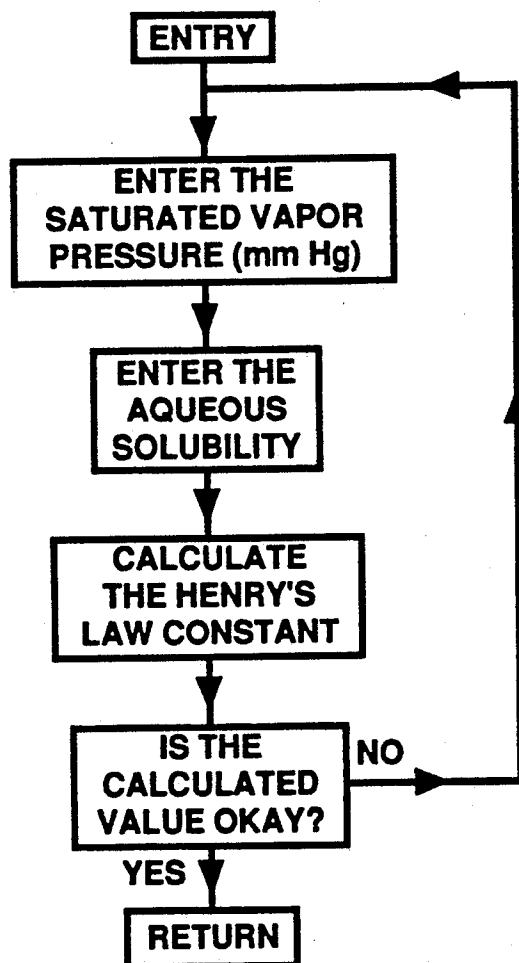 ENTRY
ENTER THE
SATURATED VAPOR
PRESSURE (mm Hg)
ENTER THE
AQUEOUS
SOLUBILITY
CALCULATE
THE HENRY'S
LAW CONSTANT
IS THE
CALCULATED
VALUE OKAY?
NO
YES
RETURN